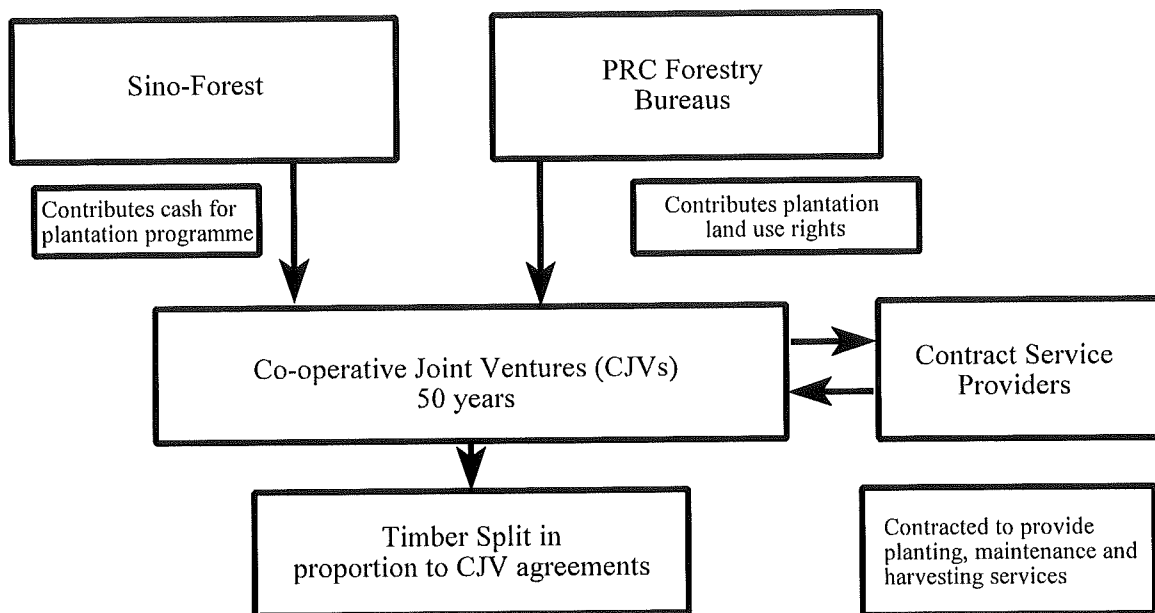 Sino-Forest
PRC Forestry
Bureaus
Contributes cash for
plantation programme
Contributes plantation
land use rights
Co-operative Joint Ventures (CJVs)
50 years
Contract Service
Providers
Timber Split in
proportion to CJV agreements
Contracted to provide
planting, maintenance and
harvesting services